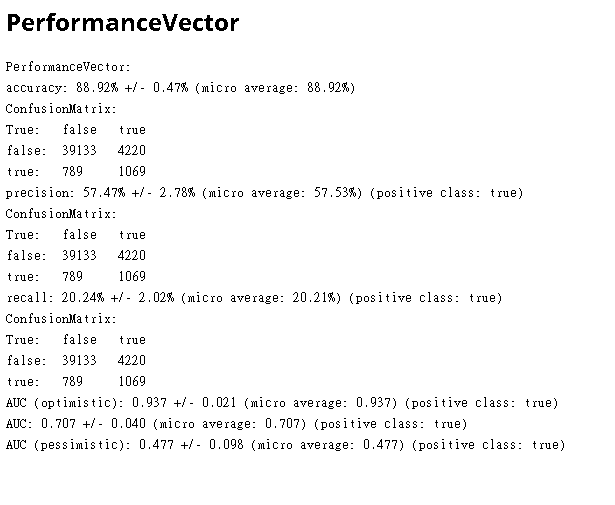 PerformanceVector
PerformanceVector:
accuracy: 88.92% +/- 0.47% (micro average: 88.92%)
ConfusionMatrix:
True: false true
false: 39133 4220
true: 789 1069
precision: 57.47% +/- 2.78% (micro average: 57.53%) (positive class: true)
ConfusionMatrix:
True: false true
false: 39133 4220
true: 789 1069
recall: 20.24% +/- 2.02% (micro average: 20.21%) (positive class: true)
ConfusionMatrix:
True: false true
false: 39133 4220
true: 789 1069
AUC (optimistic): 0.937 +/- 0.021 (micro average: 0.937) (positive class: true)
AUC: 0.707 +/- 0.040 (micro average: 0.707) (positive class: true)
AUC (pessimistic): 0.477 +/- 0.098 (micro average: 0.477) (positive class: true)